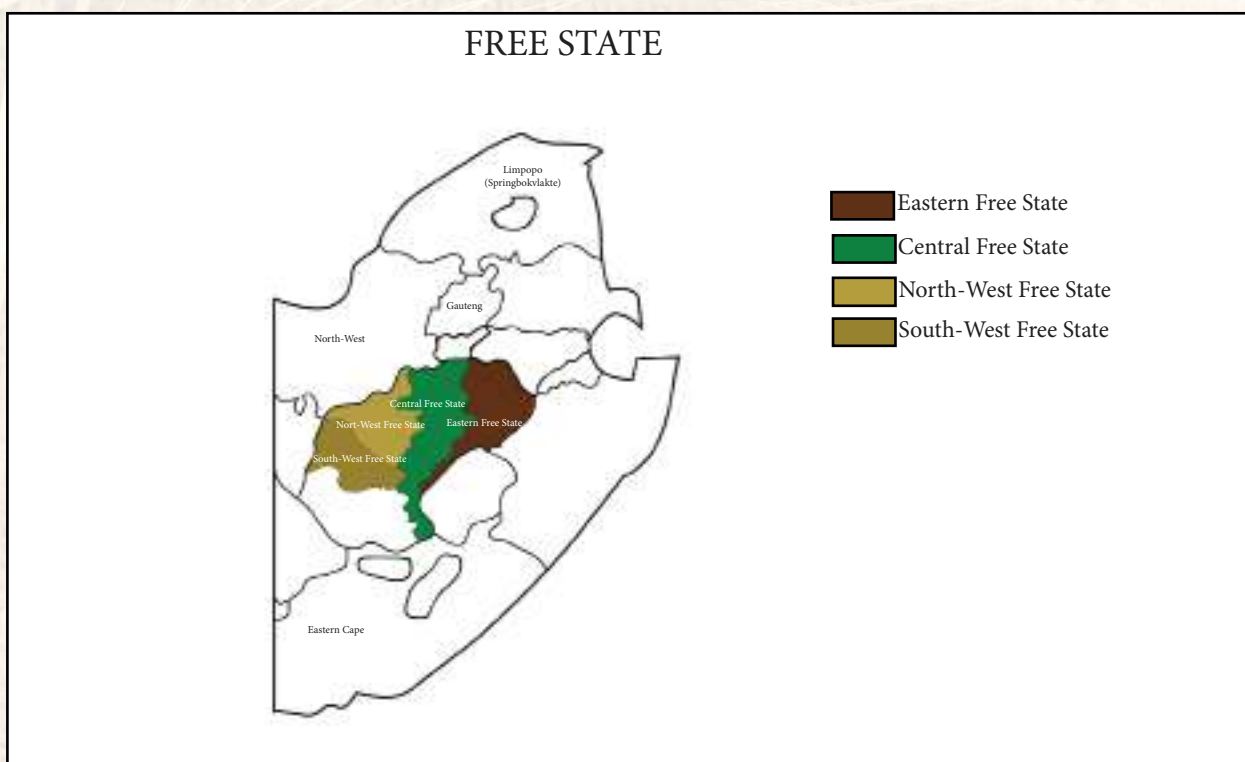 FREE STATE
Limpopo
(Springbokvlakte)
Gauteng
North-West
Central Free State
Nort-West Free State
Eastern Free State
South-West Free State
Eastern Cape
Eastern Free State
Central Free State
North-West Free State
South-West Free State